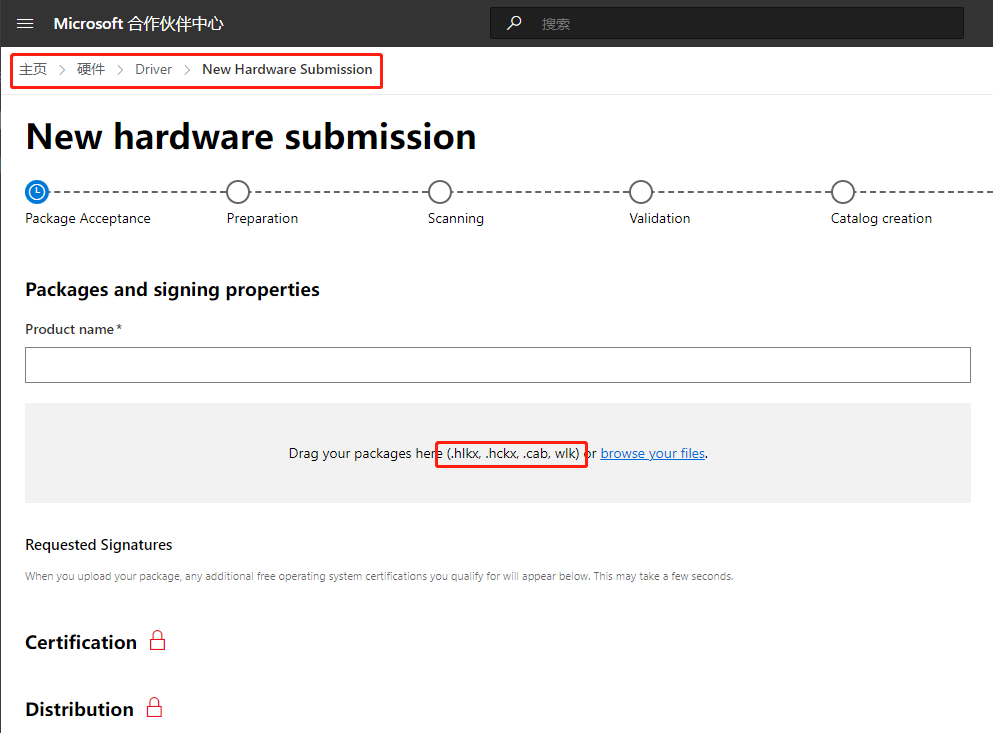 Microsoft 合作伙伴中心
搜索
主页 > 硬件 > Driver > New Hardware Submission
New hardware submission
Package Acceptance
Preparation
Scanning
Validation
Catalog creation
Packages and signing properties
Product name*
Drag your packages here (.hlkx, .hckx, .cab, wlk) or browse your files.
Requested Signatures
When you upload your package, any additional free operating system certifications you qualify for will appear below. This may take a few seconds.
Certification
Distribution